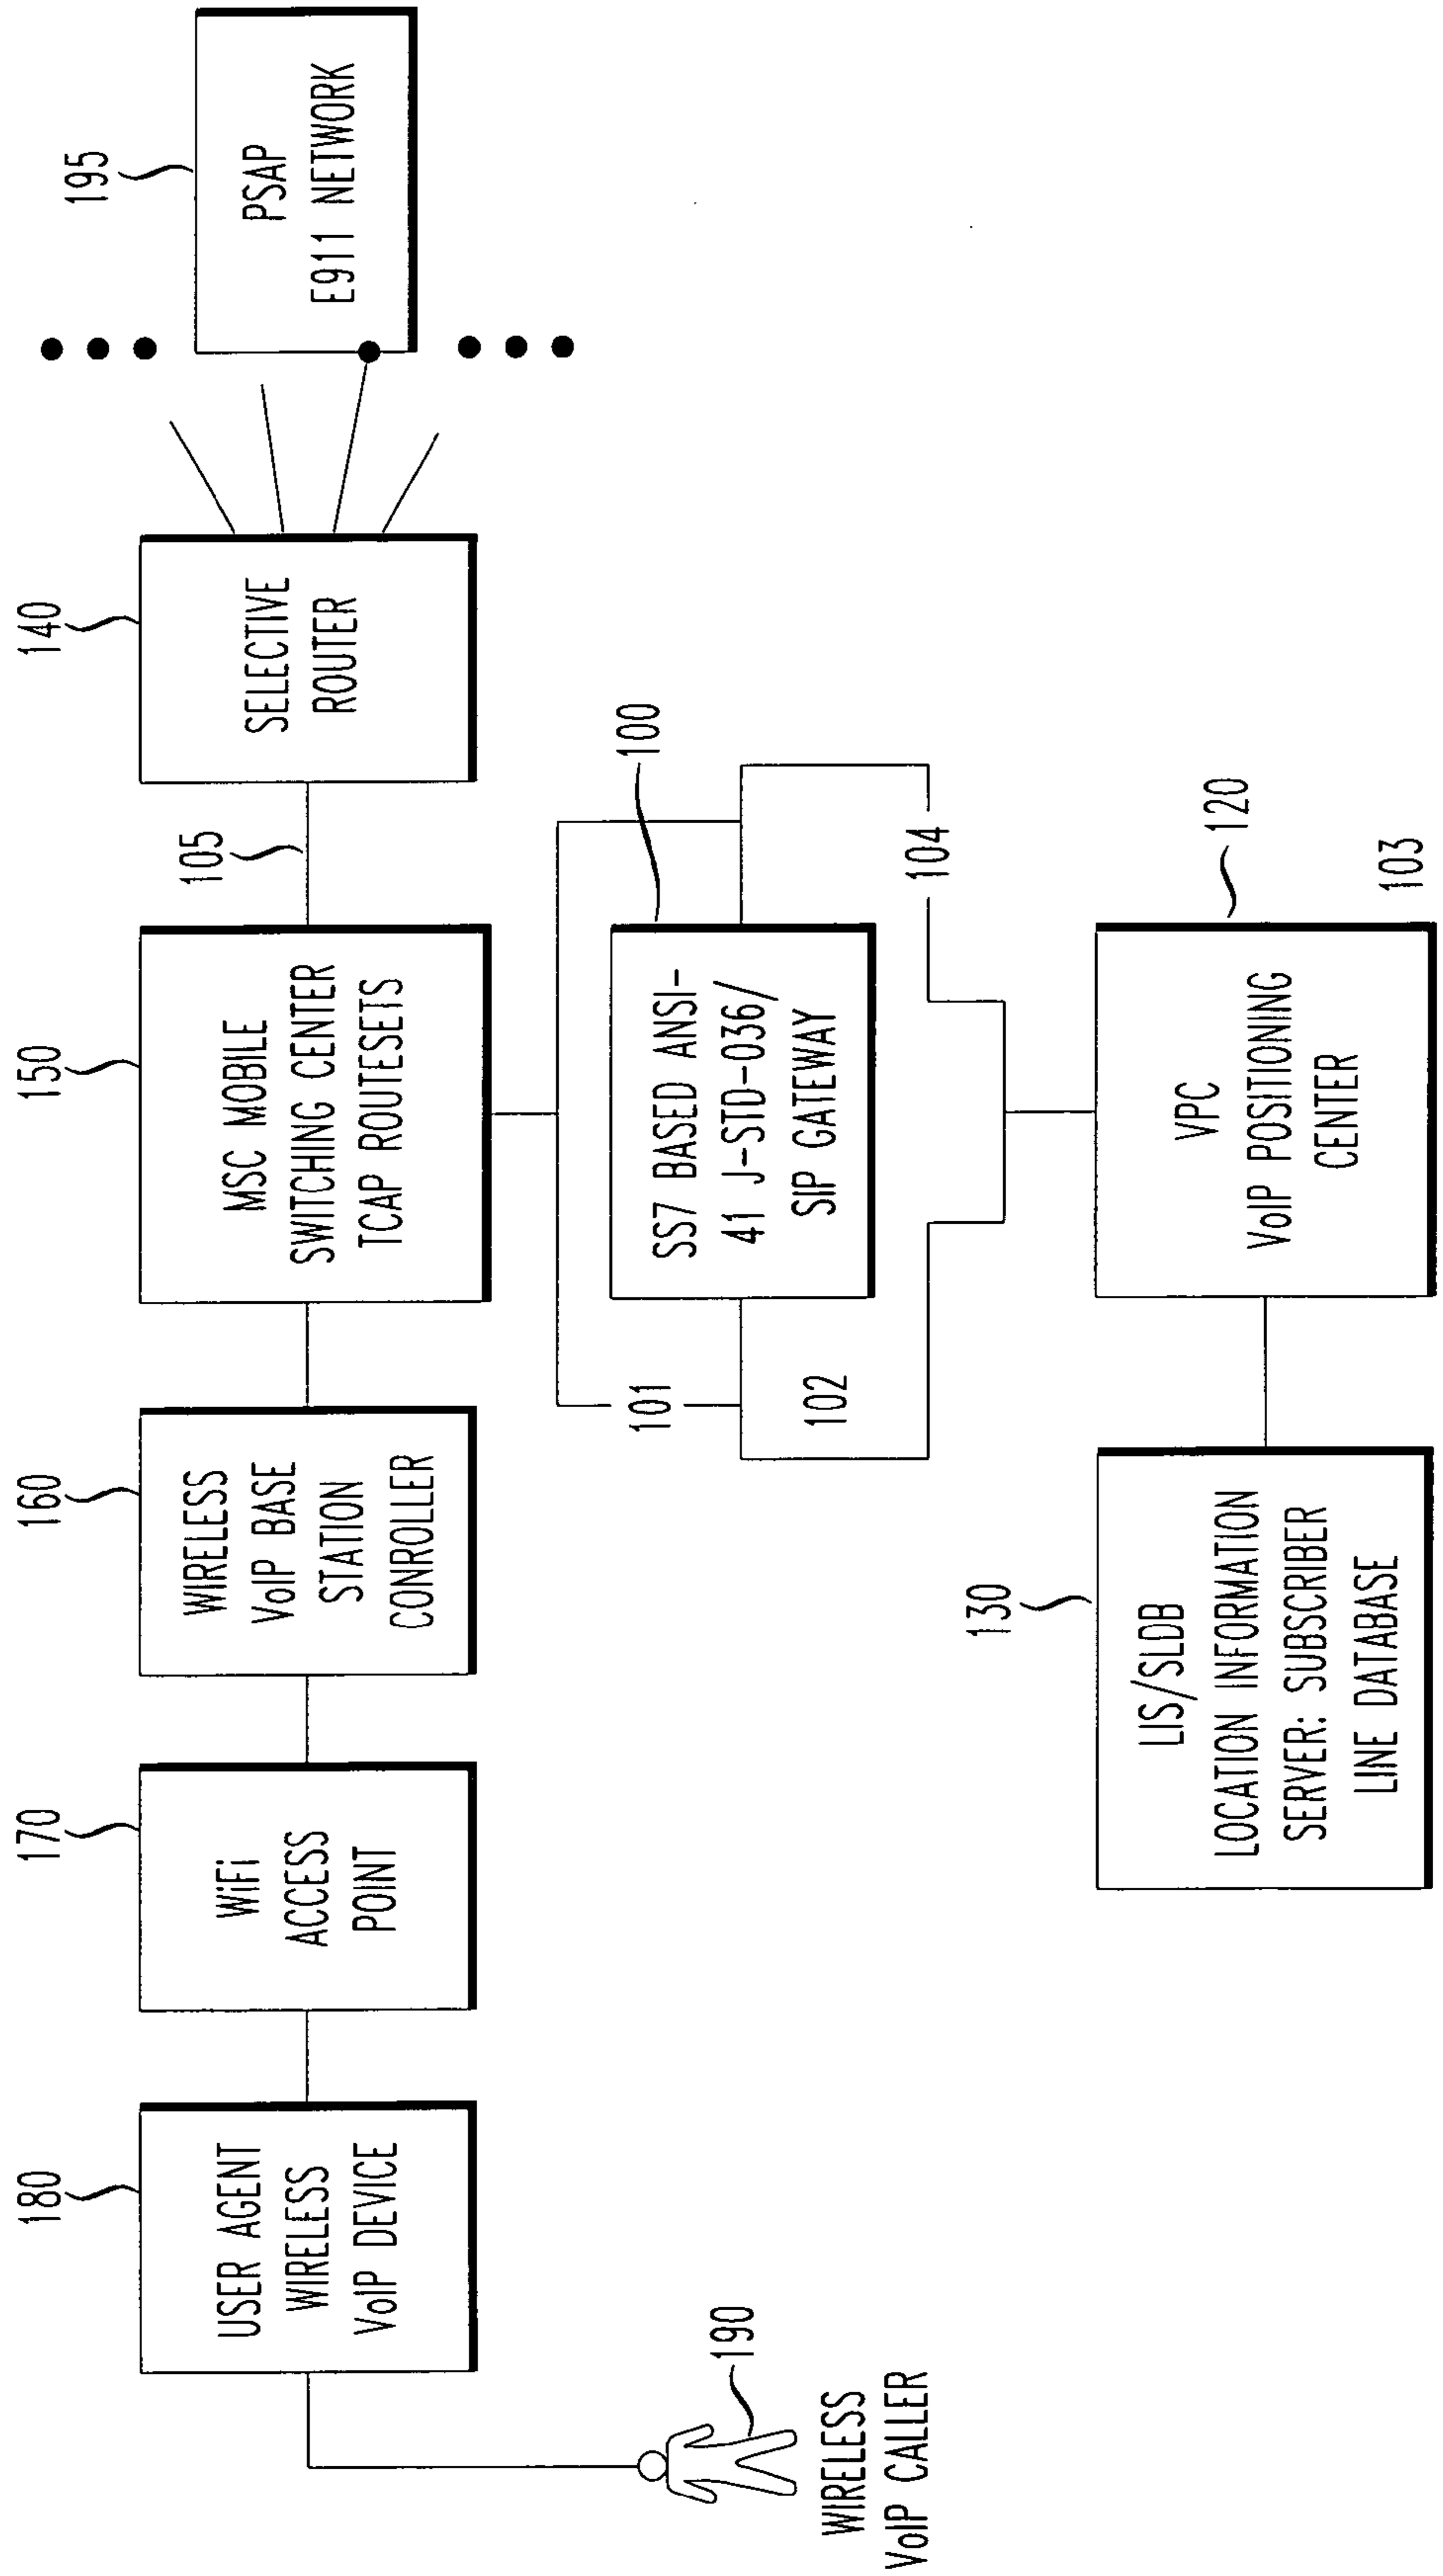 180
USER AGENT
WIRELESS
VoIP DEVICE
170
WiFi
ACCESS
POINT
160
WIRELESS
VoIP BASE
STATION
CONROLLER
150
MSC MOBILE
SWITCHING CENTER
TCAP ROUTESETS
105
140
SELECTIVE
ROUTER
195
PSAP
E911 NETWORK
190
WIRELESS
VoIP CALLER
101
102
100
SS7 BASED ANSI-
41 J-STD-036/
SIP GATEWAY
104
130
LIS/SLDB
LOCATION INFORMATION
SERVER: SUBSCRIBER
LINE DATABASE
120
VPC
VoIP POSITIONING
CENTER
103